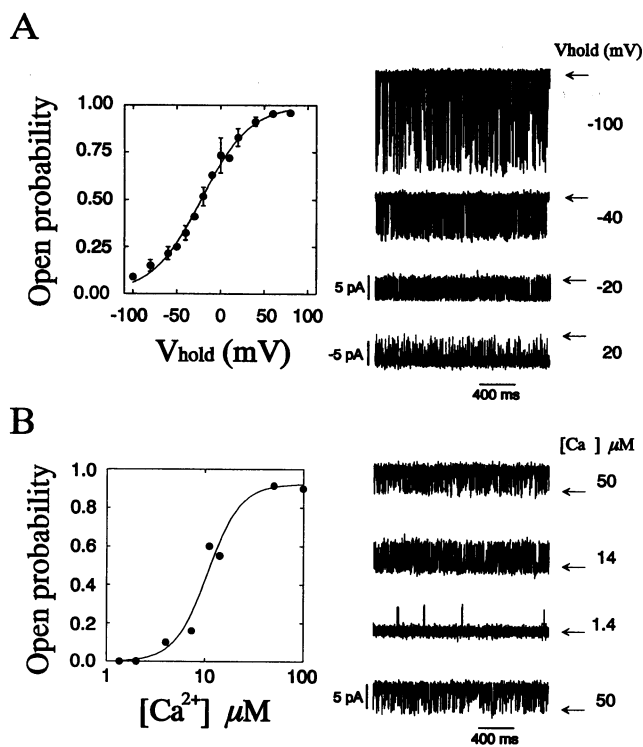 A
Vhold (mV)
Open probability
1.00
0.75
0.50
0.25
0.00
-100 -50 0 50 100
Vhold (mV)
← -100
← -40
5 pA ← -20
-5 pA ← 20
400 ms
B
[Ca ] μM
Open probability
1.0
0.8
0.6
0.4
0.2
0.0
1 10 100
[Ca2+] μM
← 50
← 14
← 1.4
5 pA ← 50
400 ms